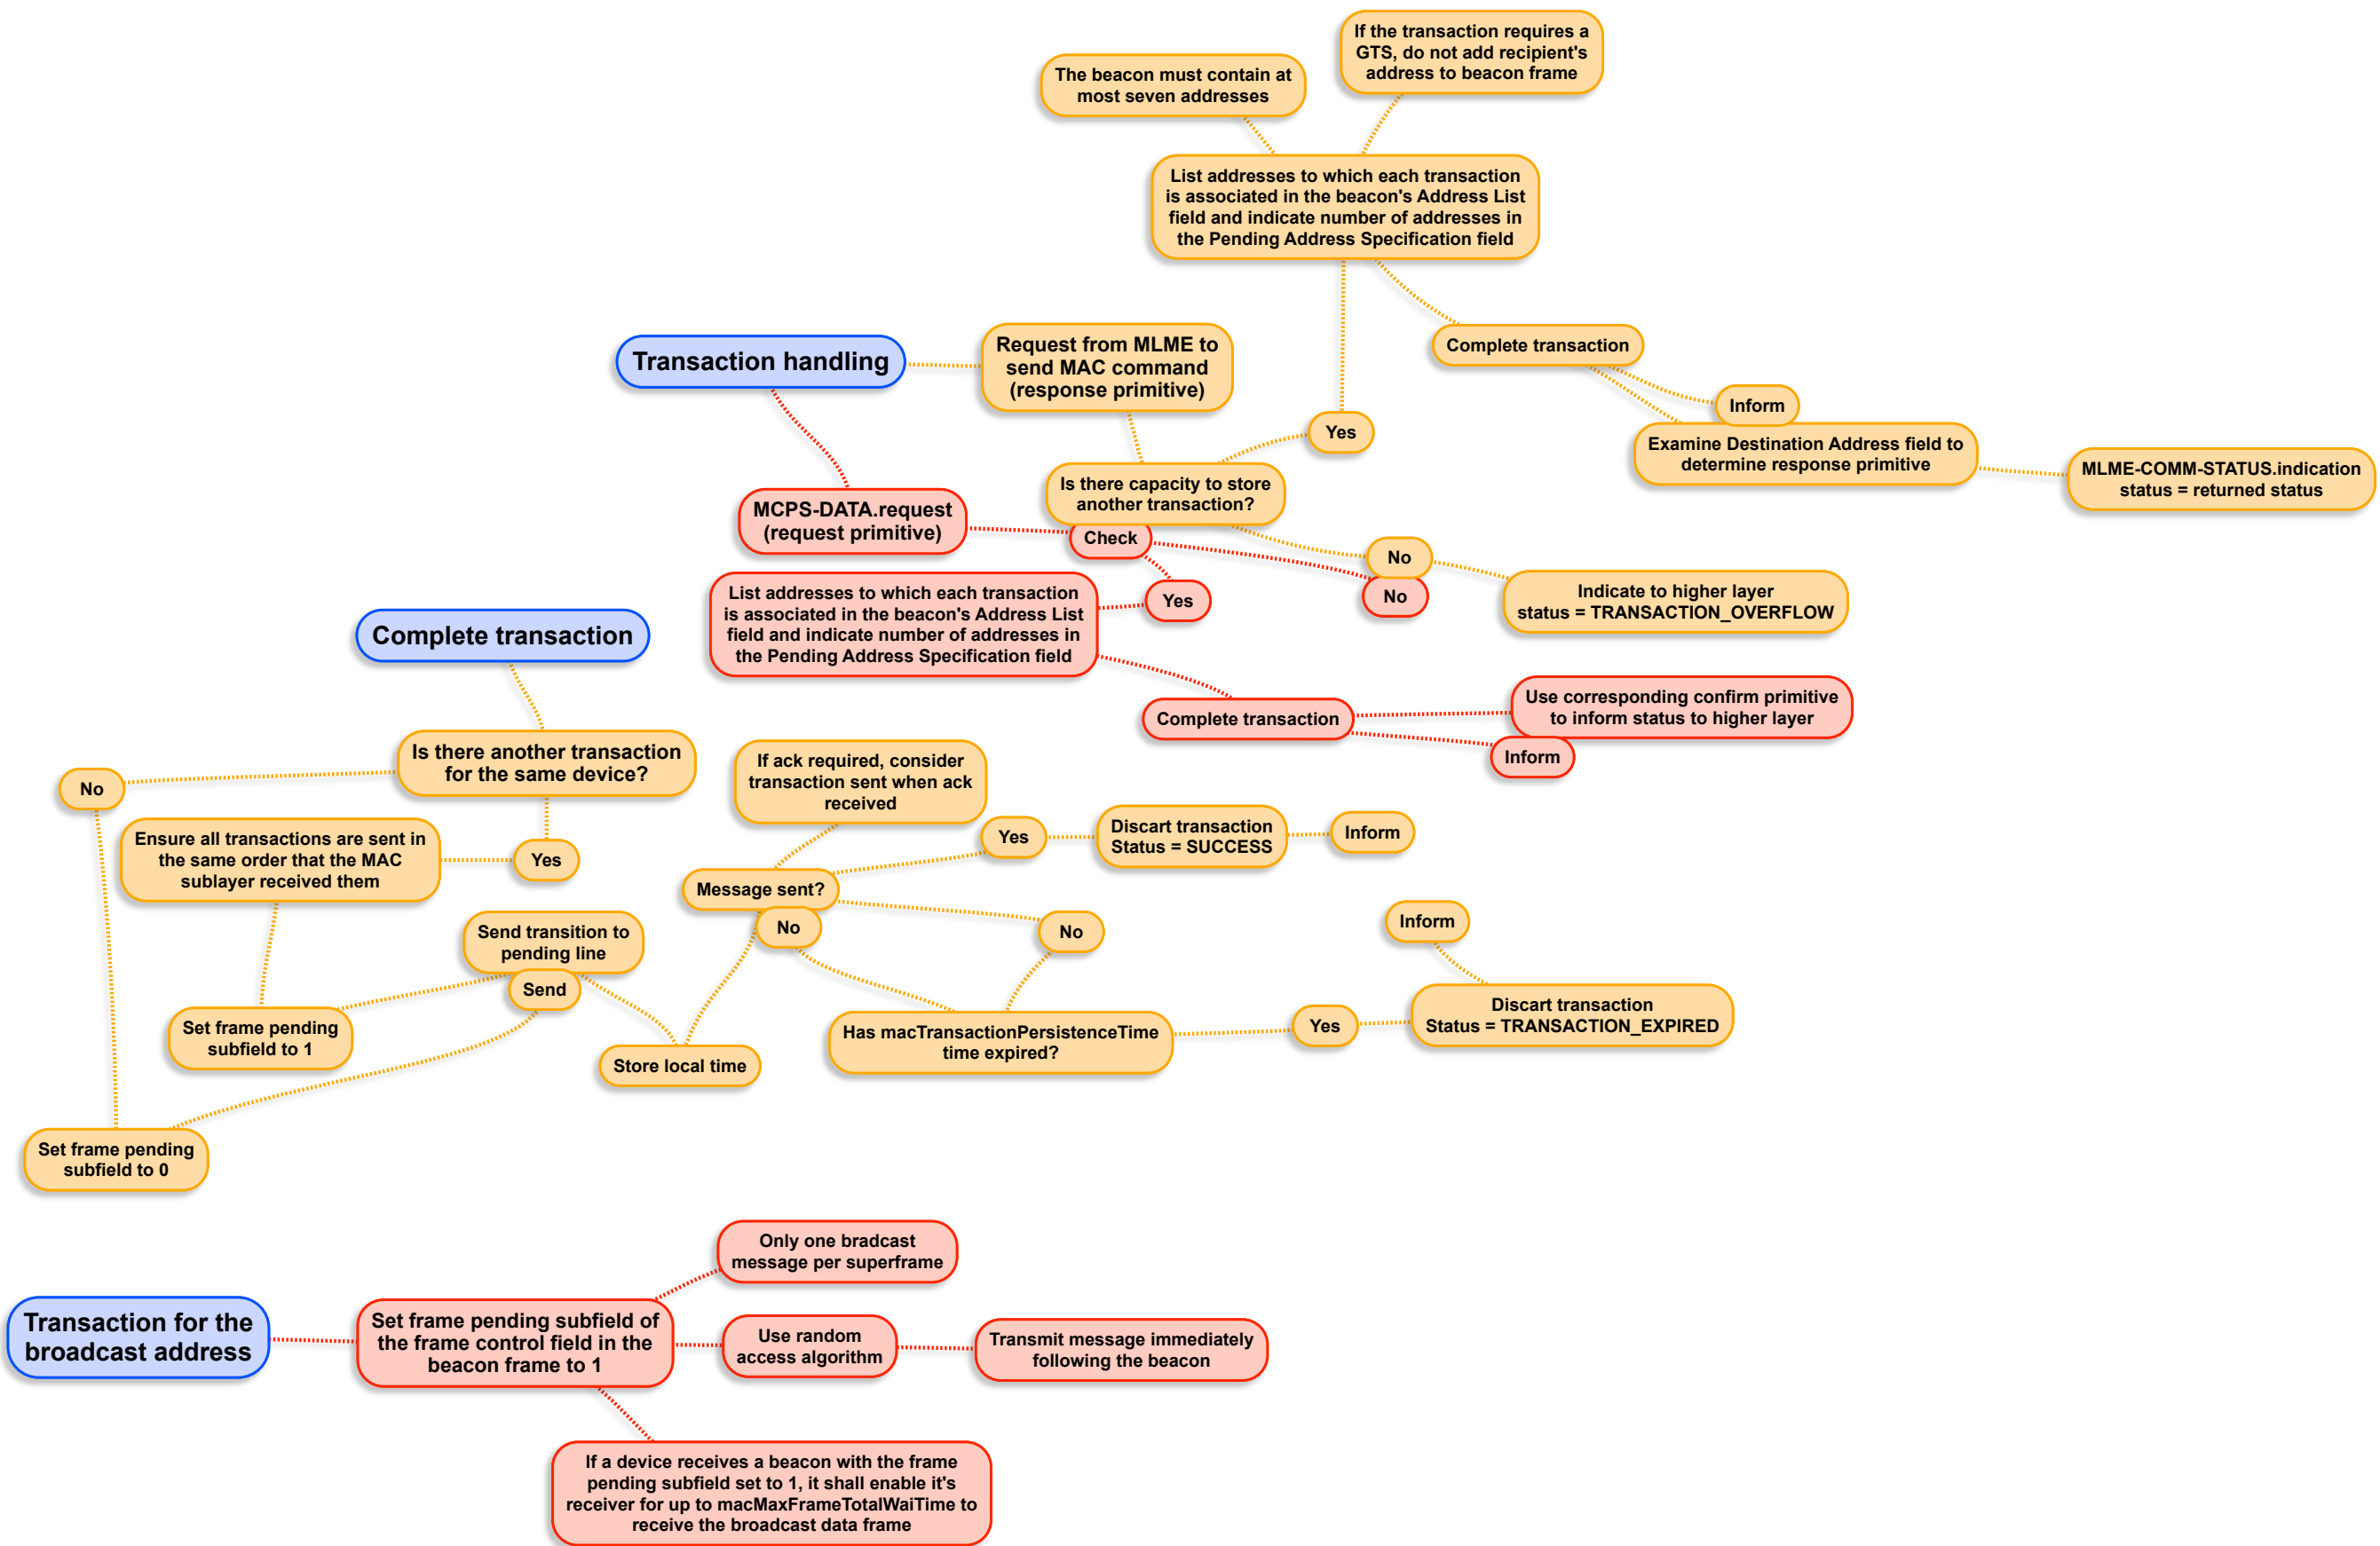 If the transaction requires a
GTS, do not add recipient's
address to beacon frame
The beacon must contain at
most seven addresses
List addresses to which each transaction
is associated in the beacon's Address List
field and indicate number of addresses in
the Pending Address Specification field
Transaction handling
Request from MLME to
send MAC command
(response primitive)
Complete transaction
Inform
Yes
Examine Destination Address field to
determine response primitive
MLME-COMM-STATUS.indication
status = returned status
Is there capacity to store
another transaction?
MCPS-DATA.request
(request primitive)
Check
No
No
Indicate to higher layer
status = TRANSACTION_OVERFLOW
Yes
List addresses to which each transaction
is associated in the beacon's Address List
field and indicate number of addresses in
the Pending Address Specification field
Complete transaction
Use corresponding confirm primitive
to inform status to higher layer
Inform
Complete transaction
Is there another transaction
for the same device?
No
Yes
Ensure all transactions are sent in
the same order that the MAC
sublayer received them
If ack required, consider
transaction sent when ack
received
Yes
Discart transaction
Status = SUCCESS
Inform
Message sent?
No
No
Send transition to
pending line
Send
Set frame pending
subfield to 1
Store local time
Has macTransactionPersistenceTime
time expired?
Yes
Inform
Discart transaction
Status = TRANSACTION_EXPIRED
Set frame pending
subfield to 0
Only one bradcast
message per superframe
Transaction for the
broadcast address
Set frame pending subfield of
the frame control field in the
beacon frame to 1
Use random
access algorithm
Transmit message immediately
following the beacon
If a device receives a beacon with the frame
pending subfield set to 1, it shall enable it's
receiver for up to macMaxFrameTotalWaiTime to
receive the broadcast data frame